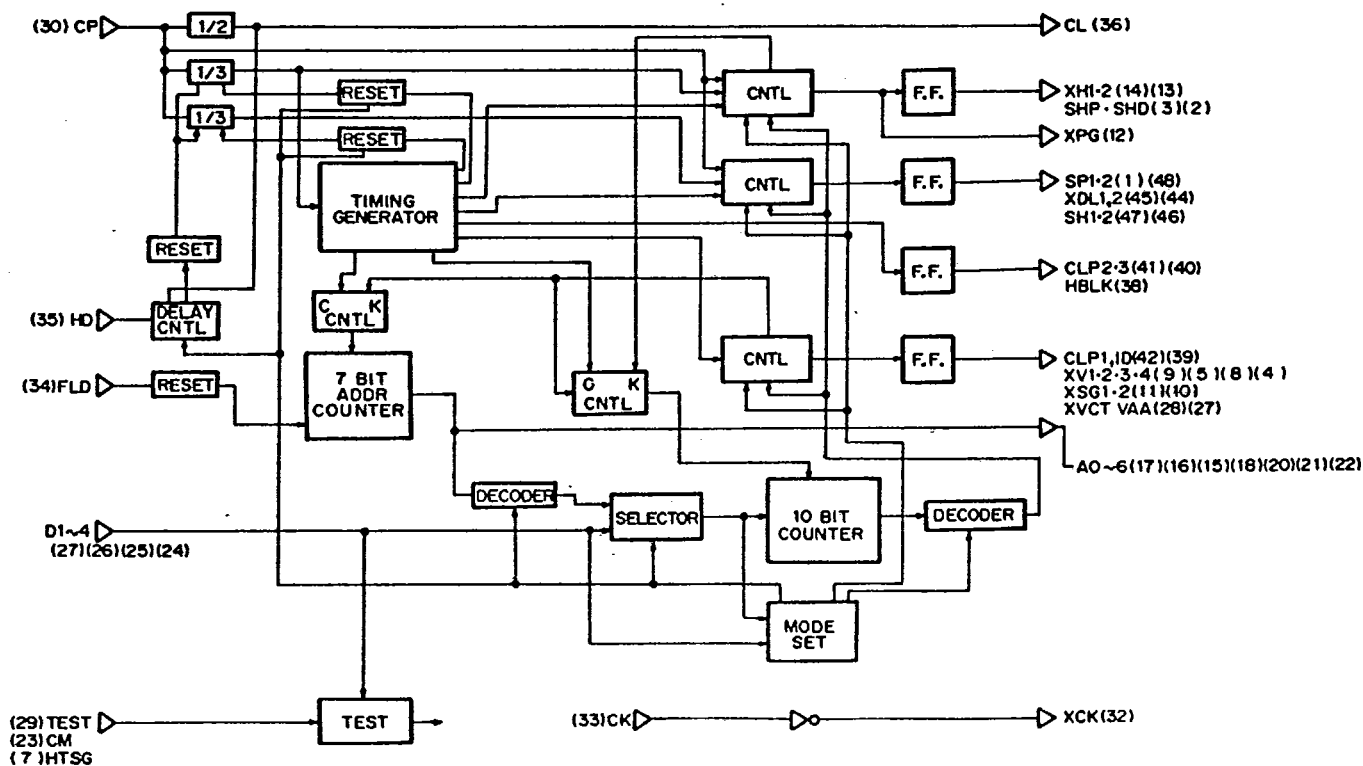 (30) CP
1/2
CL (36)
1/3
RESET
CNTL
F.F.
XH1·2(14)(13)
SHP·SHD(3)(2)
1/3
RESET
XPG(12)
TIMING
GENERATOR
CNTL
F.F.
SP1·2(1)(48)
XDL1,2(45)(44)
SH1·2(47)(46)
RESET
F.F.
CLP2·3(41)(40)
HBLK(38)
(35) HD
DELAY
CNTL
C K
CNTL
CNTL
F.F.
CLP1,ID(42)(39)
XV1·2·3·4(9)(5)(8)(4)
XSG1·2(11)(10)
XVCT VAA(28)(27)
(34)FLD
RESET
7 BIT
ADDR
COUNTER
C K
CNTL
A0~6(17)(16)(15)(18)(20)(21)(22)
DECODER
SELECTOR
10 BIT
COUNTER
DECODER
D1~4
(27)(26)(25)(24)
MODE
SET
(29)TEST
(23)CM
(7)HTSG
TEST
(33)CK
XCK(32)